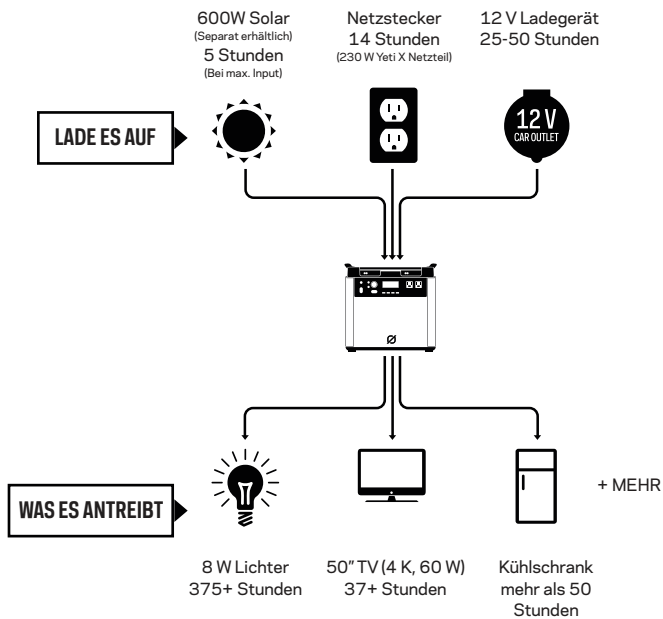 600W Solar
(Separat erhältlich)
5 Stunden
(Bei max. Input)
Netzstecker
14 Stunden
(230 W Yeti X Netzteil)
12 V Ladegerät
25-50 Stunden
LADE ES AUF
12 V
CAR OUTLET
WAS ES ANTREIBT
+ MEHR
8 W Lichter
375+ Stunden
50" TV (4 K, 60 W)
37+ Stunden
Kühlschrank
mehr als 50
Stunden